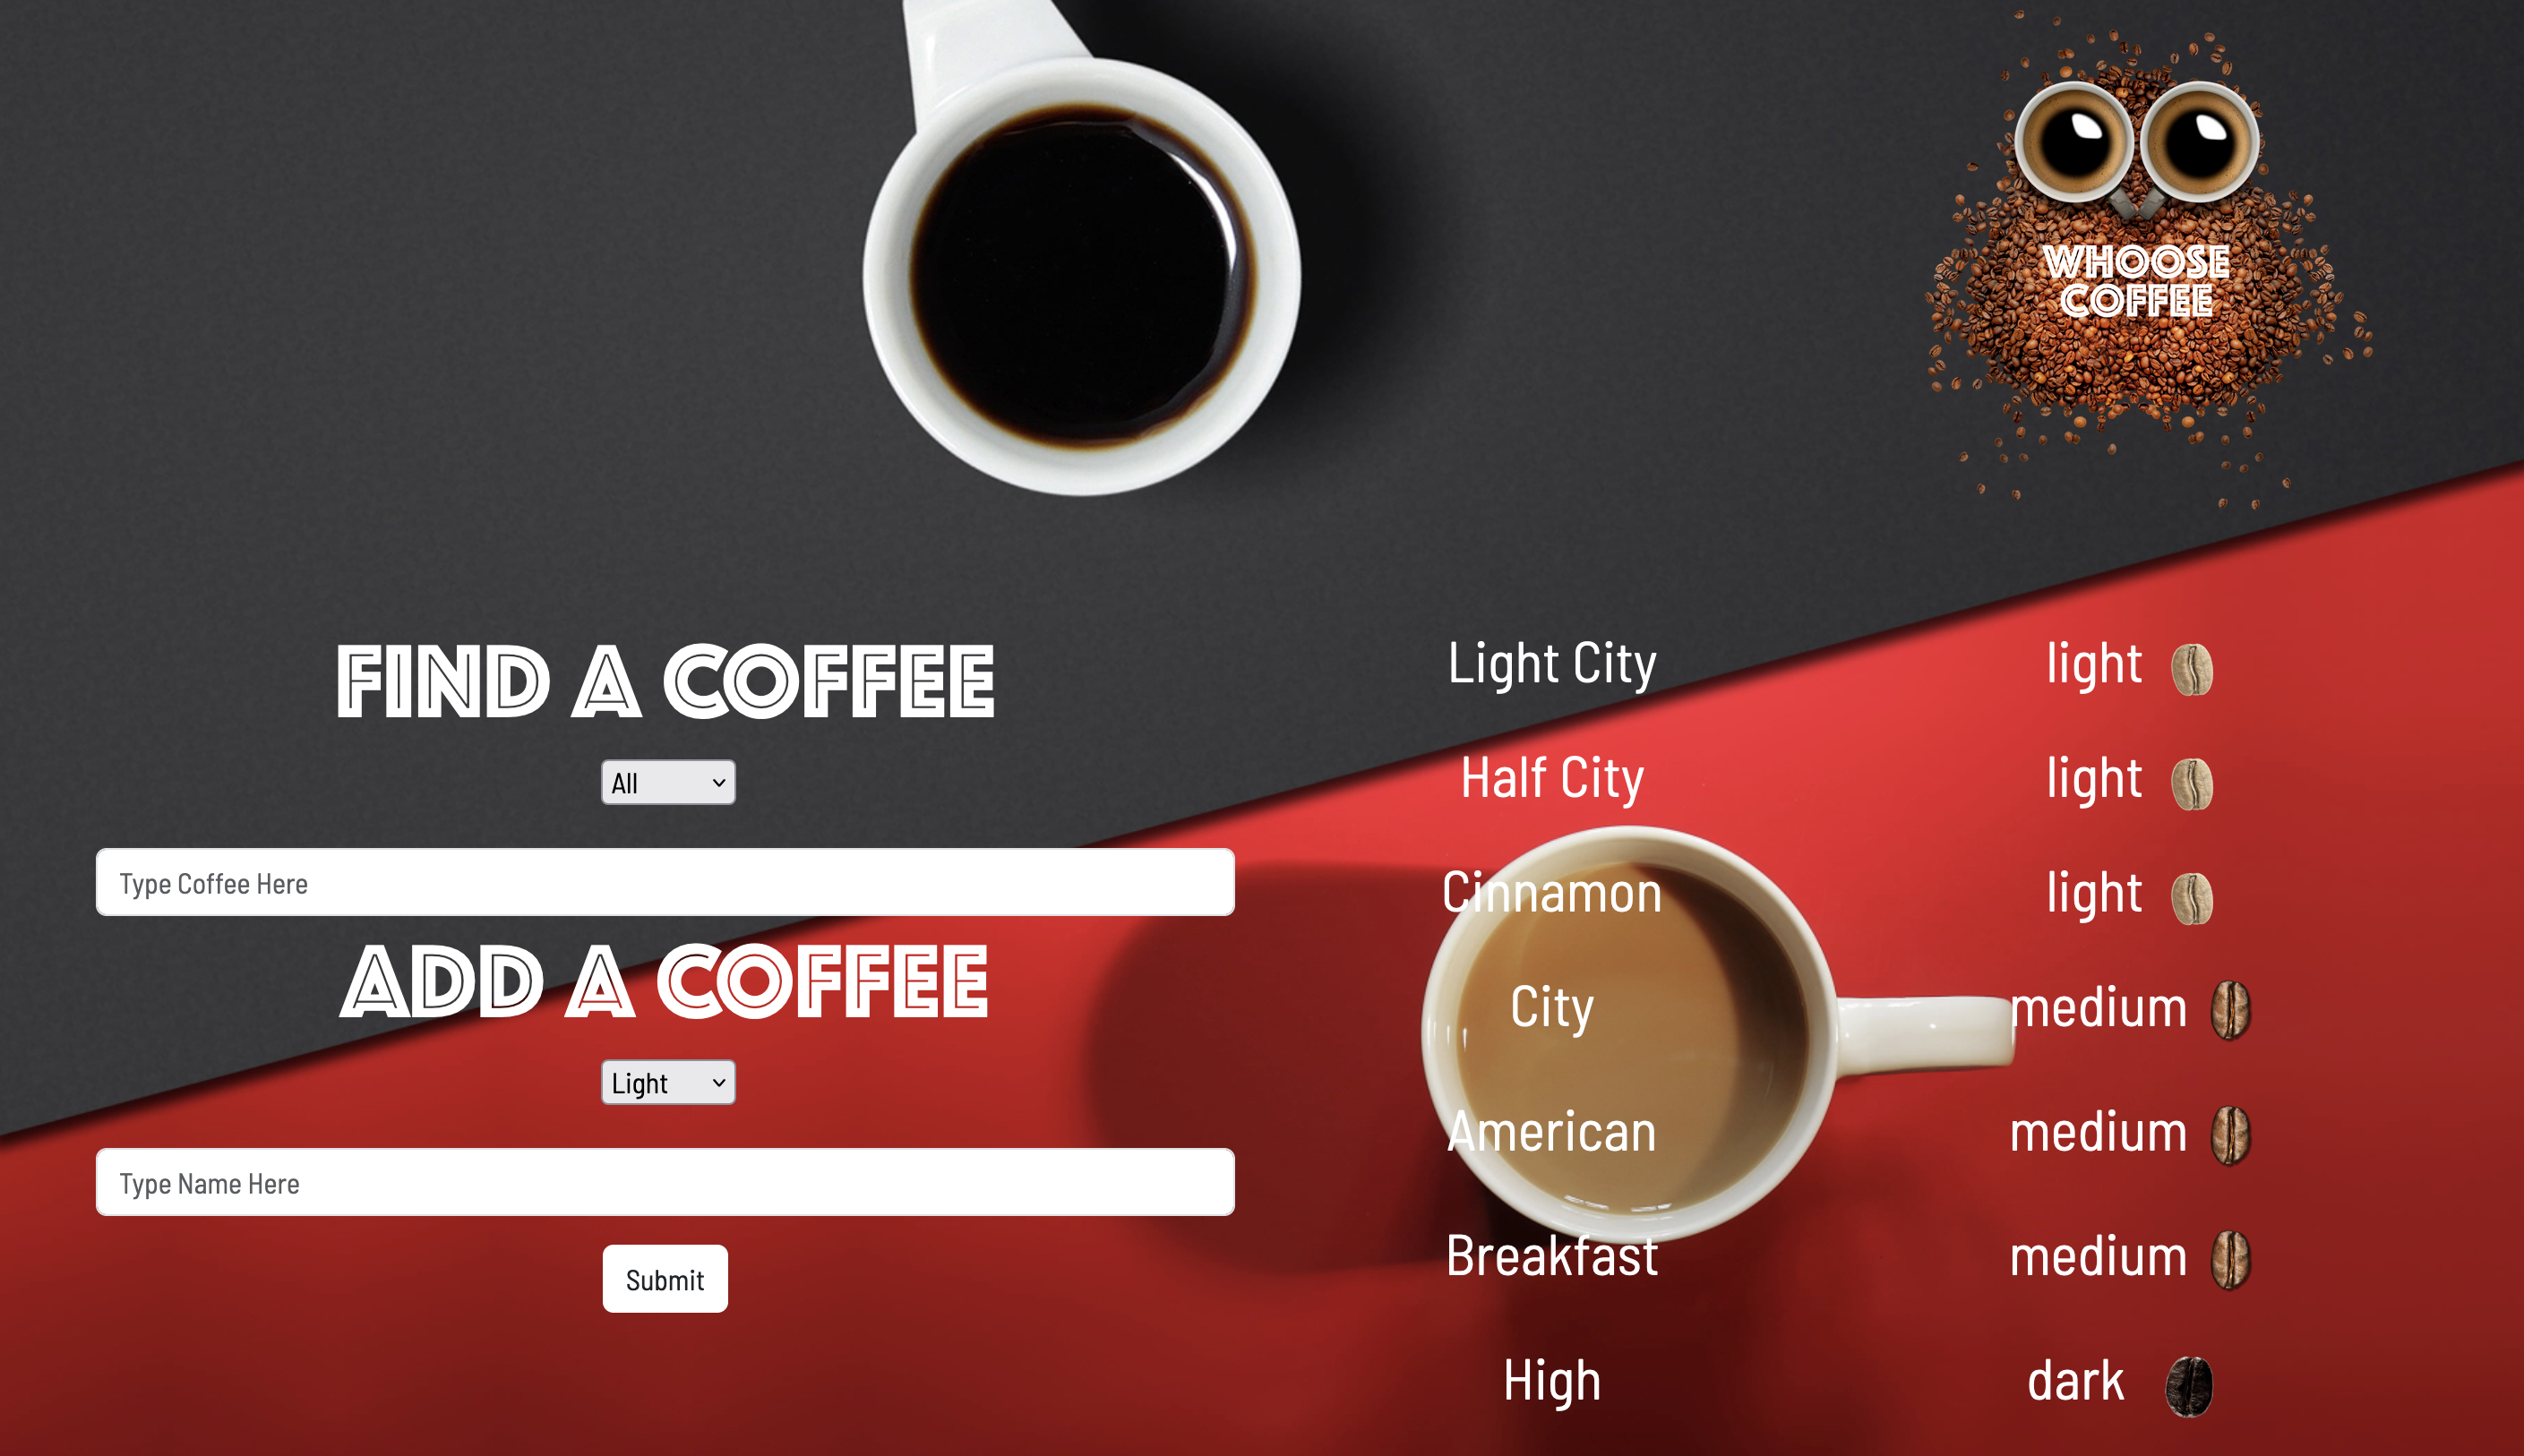 WHOOSE
COFFEE
FIND A COFFEE
All
Type Coffee Here
ADD A COFFEE
Light
Type Name Here
Submit
Light City light
Half City light
Cinnamon light
City medium
American medium
Breakfast medium
High dark